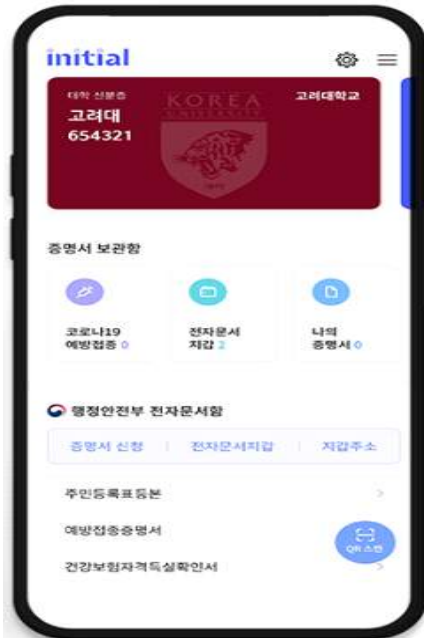 initial
대학 신분증
고려대학교
KOREA
UNIVERSITY
고려대
654321
증명서 보관함
코로나19
예방접종 0
전자문서
지갑 2
나의
증명서 0
행정안전부 전자문서함
증명서 신청
전자문서지갑
지갑주소
주민등록표등본
예방접종증명서
QR 스캔
건강보험자격득실확인서